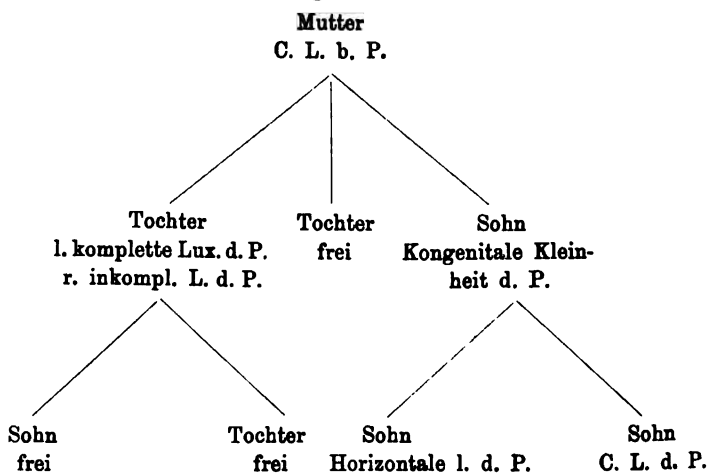 Mutter
C. L. b. P.
Tochter
l. komplette Lux. d. P.
r. inkompl. L. d. P.
Tochter
frei
Sohn
Kongenitale Klein-
heit d. P.
Sohn
frei
Tochter
frei
Sohn
Horizontale l. d. P.
Sohn
C. L. d. P.